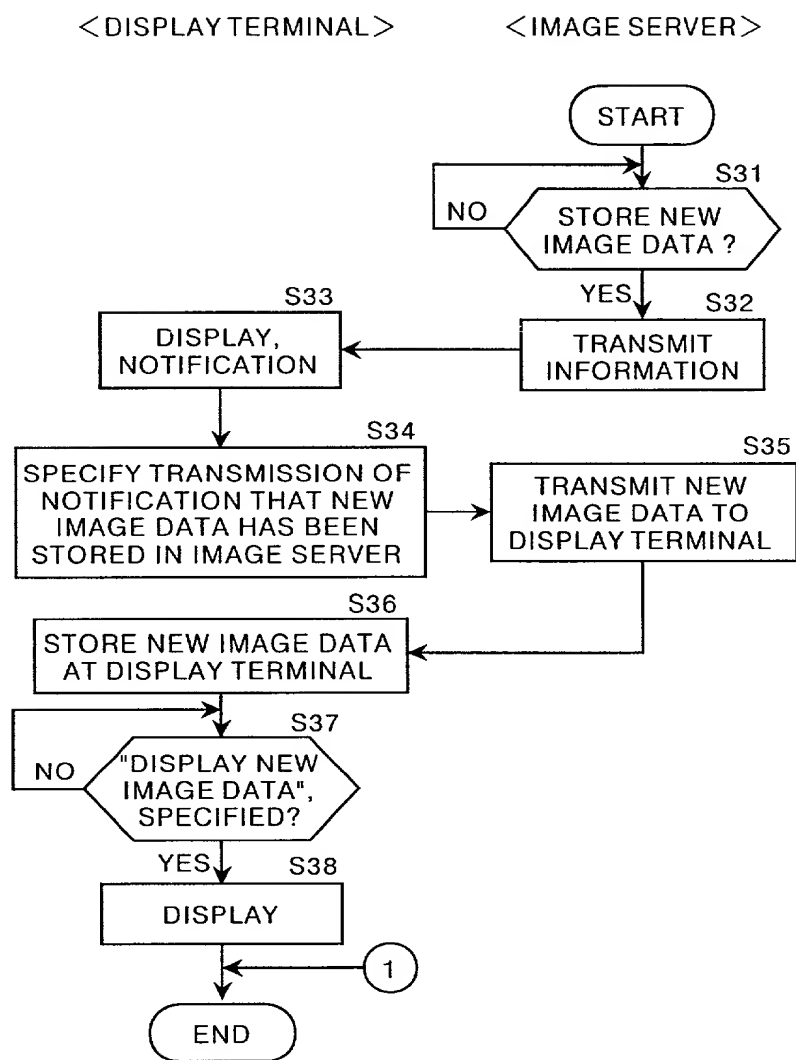 <DISPLAY TERMINAL>
<IMAGE SERVER>
START
S31
NO
STORE NEW
IMAGE DATA ?
YES
S32
TRANSMIT
INFORMATION
S33
DISPLAY,
NOTIFICATION
S34
SPECIFY TRANSMISSION OF
NOTIFICATION THAT NEW
IMAGE DATA HAS BEEN
STORED IN IMAGE SERVER
S35
TRANSMIT NEW
IMAGE DATA TO
DISPLAY TERMINAL
S36
STORE NEW IMAGE DATA
AT DISPLAY TERMINAL
S37
NO
"DISPLAY NEW
IMAGE DATA",
SPECIFIED?
YES
S38
DISPLAY
1
END